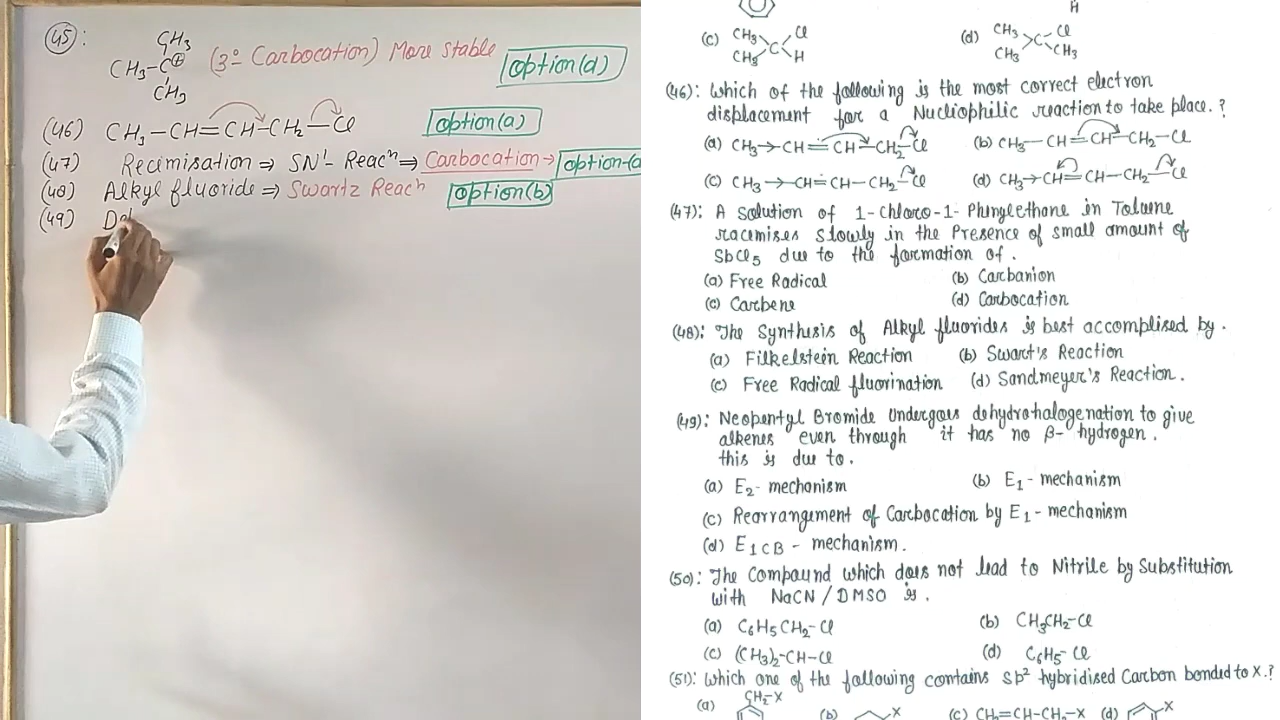 (45):
CH3
CH3-C⊕
CH3
(3° Carbocation) More Stable
option(d)
(46) CH3-CH=CH-CH2-Cl
option(a)
(47) Recimisation ⇒ SN1- Reacn ⇒ Carbocation →
(48) Alkyl fluoride ⇒ Swartz Reacn
option(b)
(49)
(c) CH3 Cl
C
CH3 H
H
(d) CH3 Cl
C
CH3 CH3
(46): Which of the following is the most correct electron
displacement for a Nucliophilic reaction to take place.?
(a) CH3→CH=CH-CH2-Cl (b) CH3-CH=CH-CH2-Cl
(c) CH3→CH=CH-CH2-Cl (d) CH3→CH=CH-CH2-Cl
(47): A Solution of 1-Chloro-1-Phenylethane in Toluene
racemises slowly in the Presence of small amount of
SbCl5 due to the formation of.
(a) Free Radical (b) Carbanion
(c) Carbene (d) Carbocation
(48): The Synthesis of Alkyl fluorides is best accomplised by.
(a) Filkelstein Reaction (b) Swart's Reaction
(c) Free Radical fluorination (d) Sandmeyer's Reaction.
(49): Neopentyl Bromide Undergoes dehydrohalogenation to give
alkenes even through it has no β- hydrogen.
this is due to.
(a) E2- mechanism (b) E1- mechanism
(c) Rearrangement of Carbocation by E1- mechanism
(d) E1CB - mechanism.
(50): The Compaund which does not lead to Nitrile by Substitution
with NaCN/DMSO is.
(a) C6H5CH2-Cl (b) CH3CH2-Cl
(c) (CH3)2-CH-Cl (d) C6H5-Cl
(51): Which one of the following contains Sp2 hybridised Carbon bonded to X.?
(a) CH2-X (b) X (c) CH2=CH-CH2-X (d) X